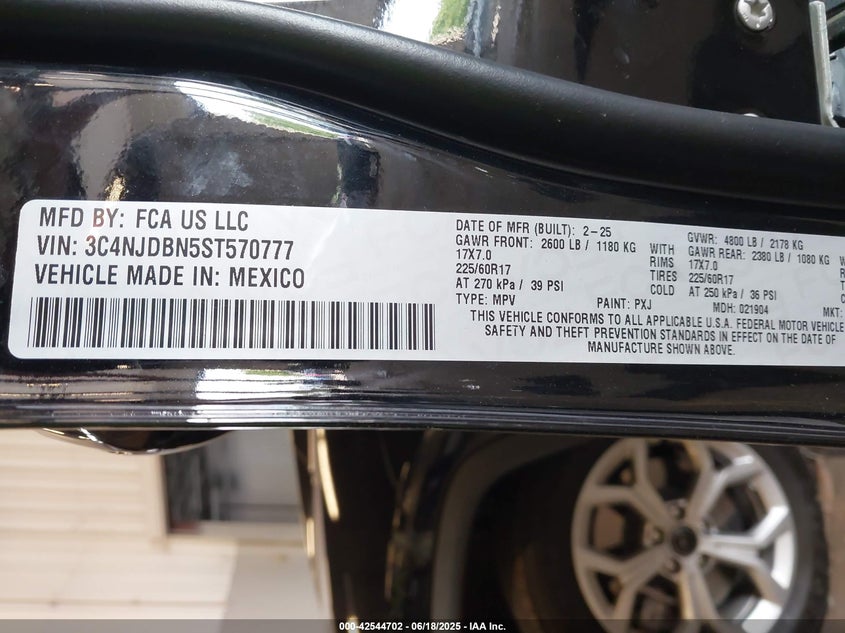 MFD BY: FCA US LLC
VIN: 3C4NJDBN5ST570777
VEHICLE MADE IN: MEXICO
DATE OF MFR (BUILT): 2-25 GVWR: 4800 LB / 2178 KG
GAWR FRONT: 2600 LB / 1180 KG WITH GAWR REAR: 2380 LB / 1080 KG
17X7.0 RIMS 17X7.0
225/60R17 TIRES 225/60R17
AT 270 kPa / 39 PSI COLD AT 250 kPa / 36 PSI
TYPE: MPV PAINT: PXJ MDH: 021904 MKT:
THIS VEHICLE CONFORMS TO ALL APPLICABLE U.S.A. FEDERAL MOTOR VEHICLE
SAFETY AND THEFT PREVENTION STANDARDS IN EFFECT ON THE DATE OF
MANUFACTURE SHOWN ABOVE.
000-42544702 - 06/18/2025 - IAA Inc.